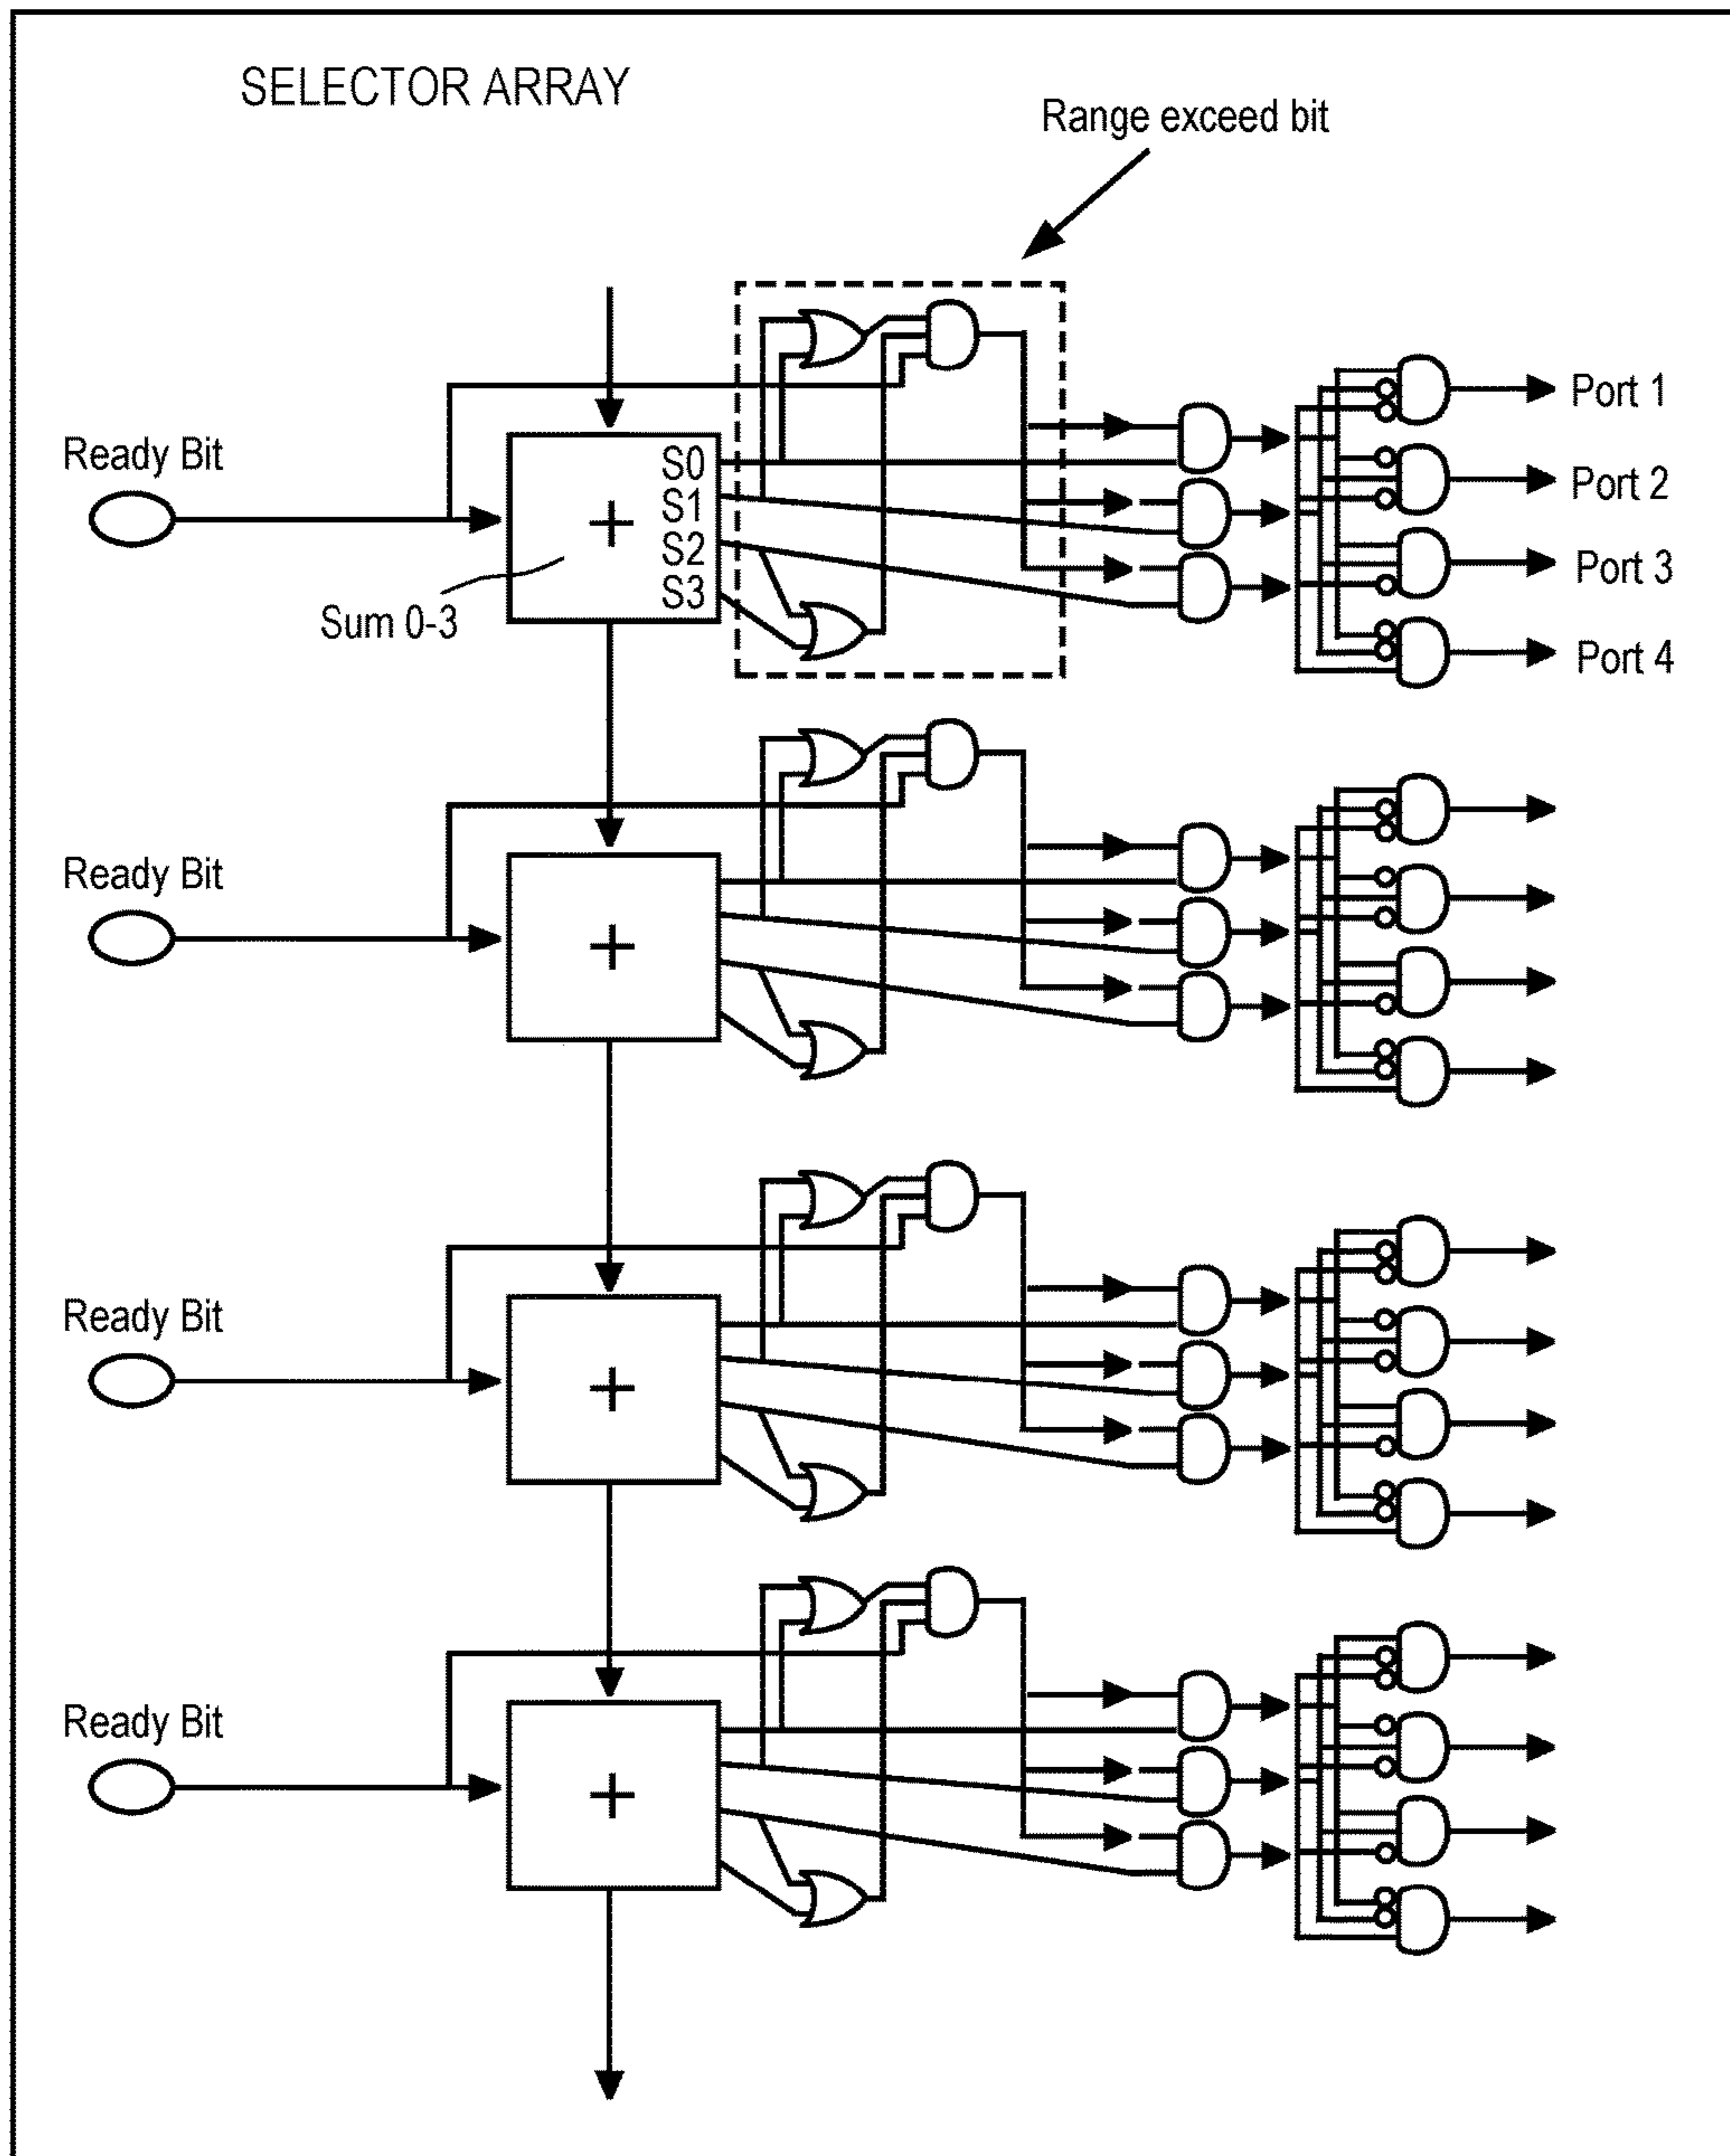 SELECTOR ARRAY
Range exceed bit
Ready Bit
S0
S1
S2
S3
+
Sum 0-3
Port 1
Port 2
Port 3
Port 4
Ready Bit
+
Ready Bit
+
Ready Bit
+